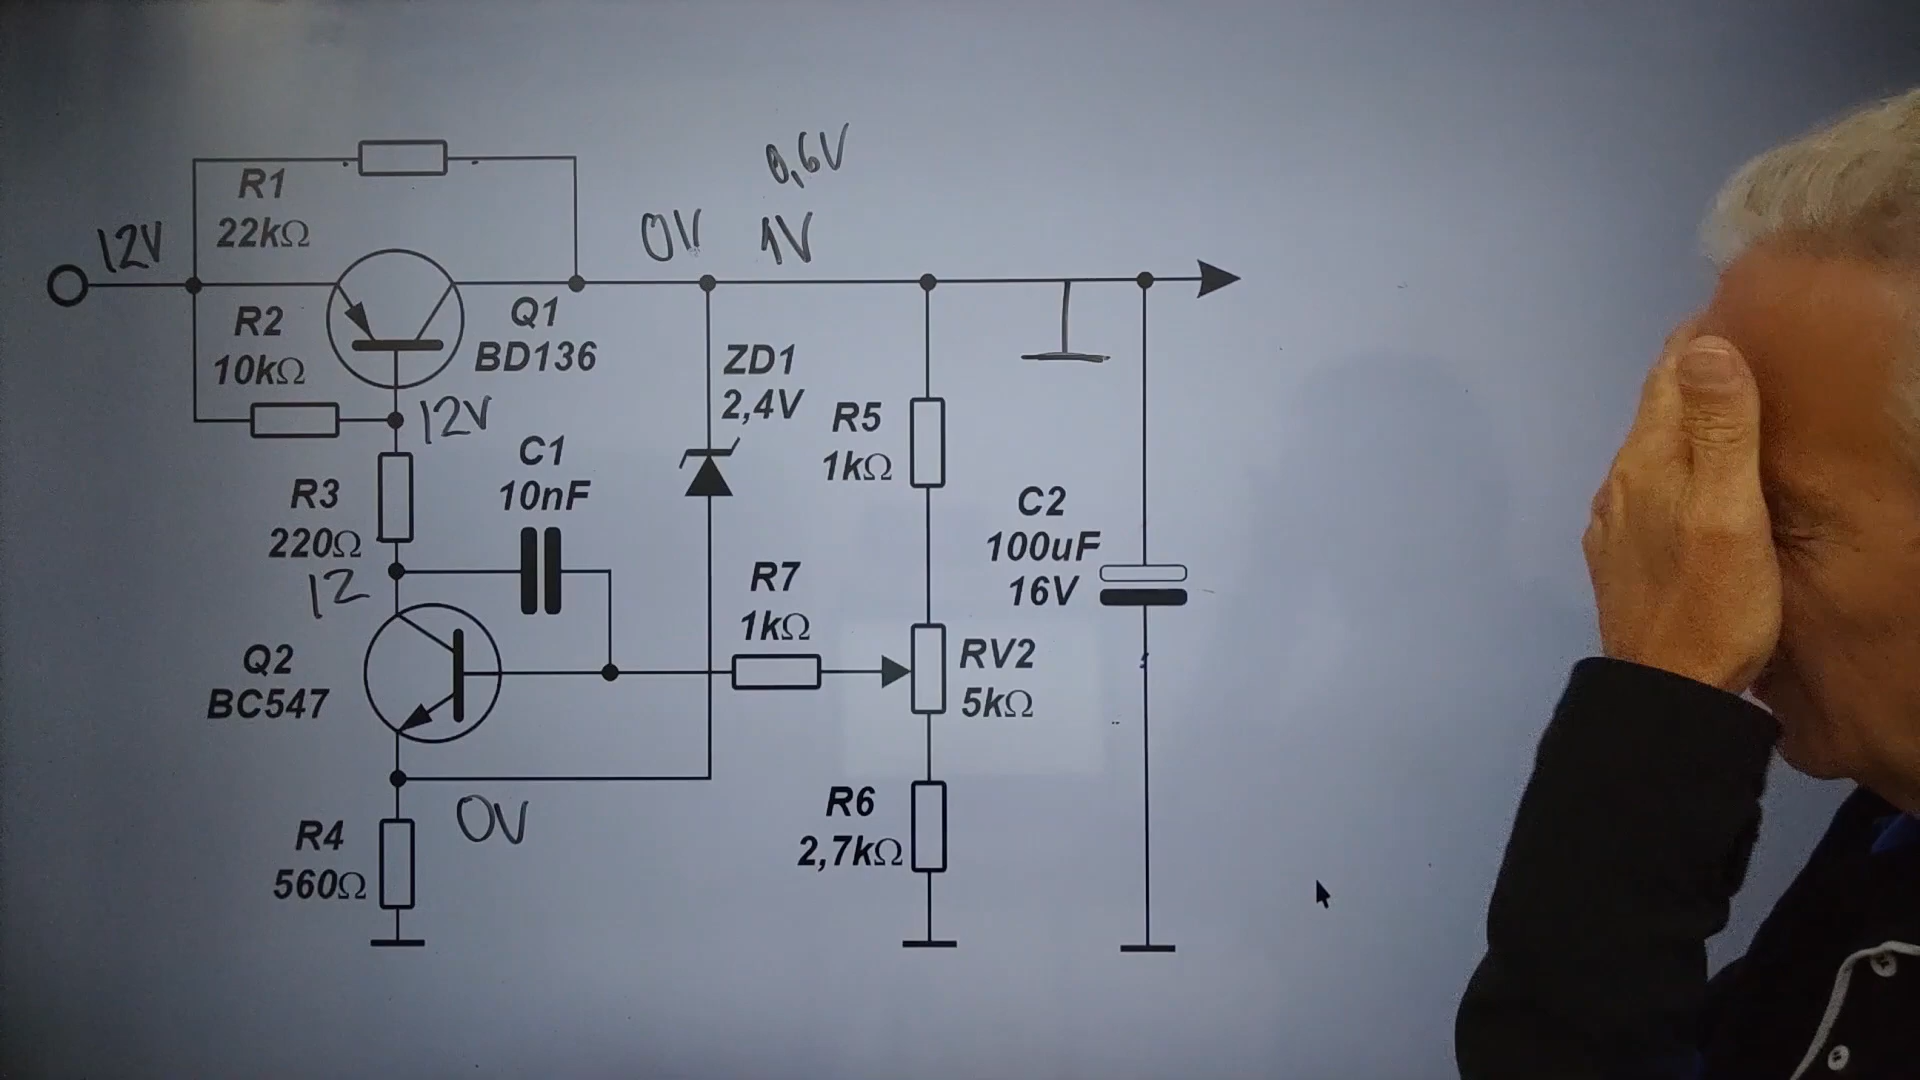 0,6V
12V
R1
22kΩ
0V
1V
R2
10kΩ
Q1
BD136
12V
ZD1
2,4V
R5
1kΩ
C1
10nF
R3
220Ω
12
C2
100uF
16V
R7
1kΩ
Q2
BC547
RV2
5kΩ
0V
R4
560Ω
R6
2,7kΩ